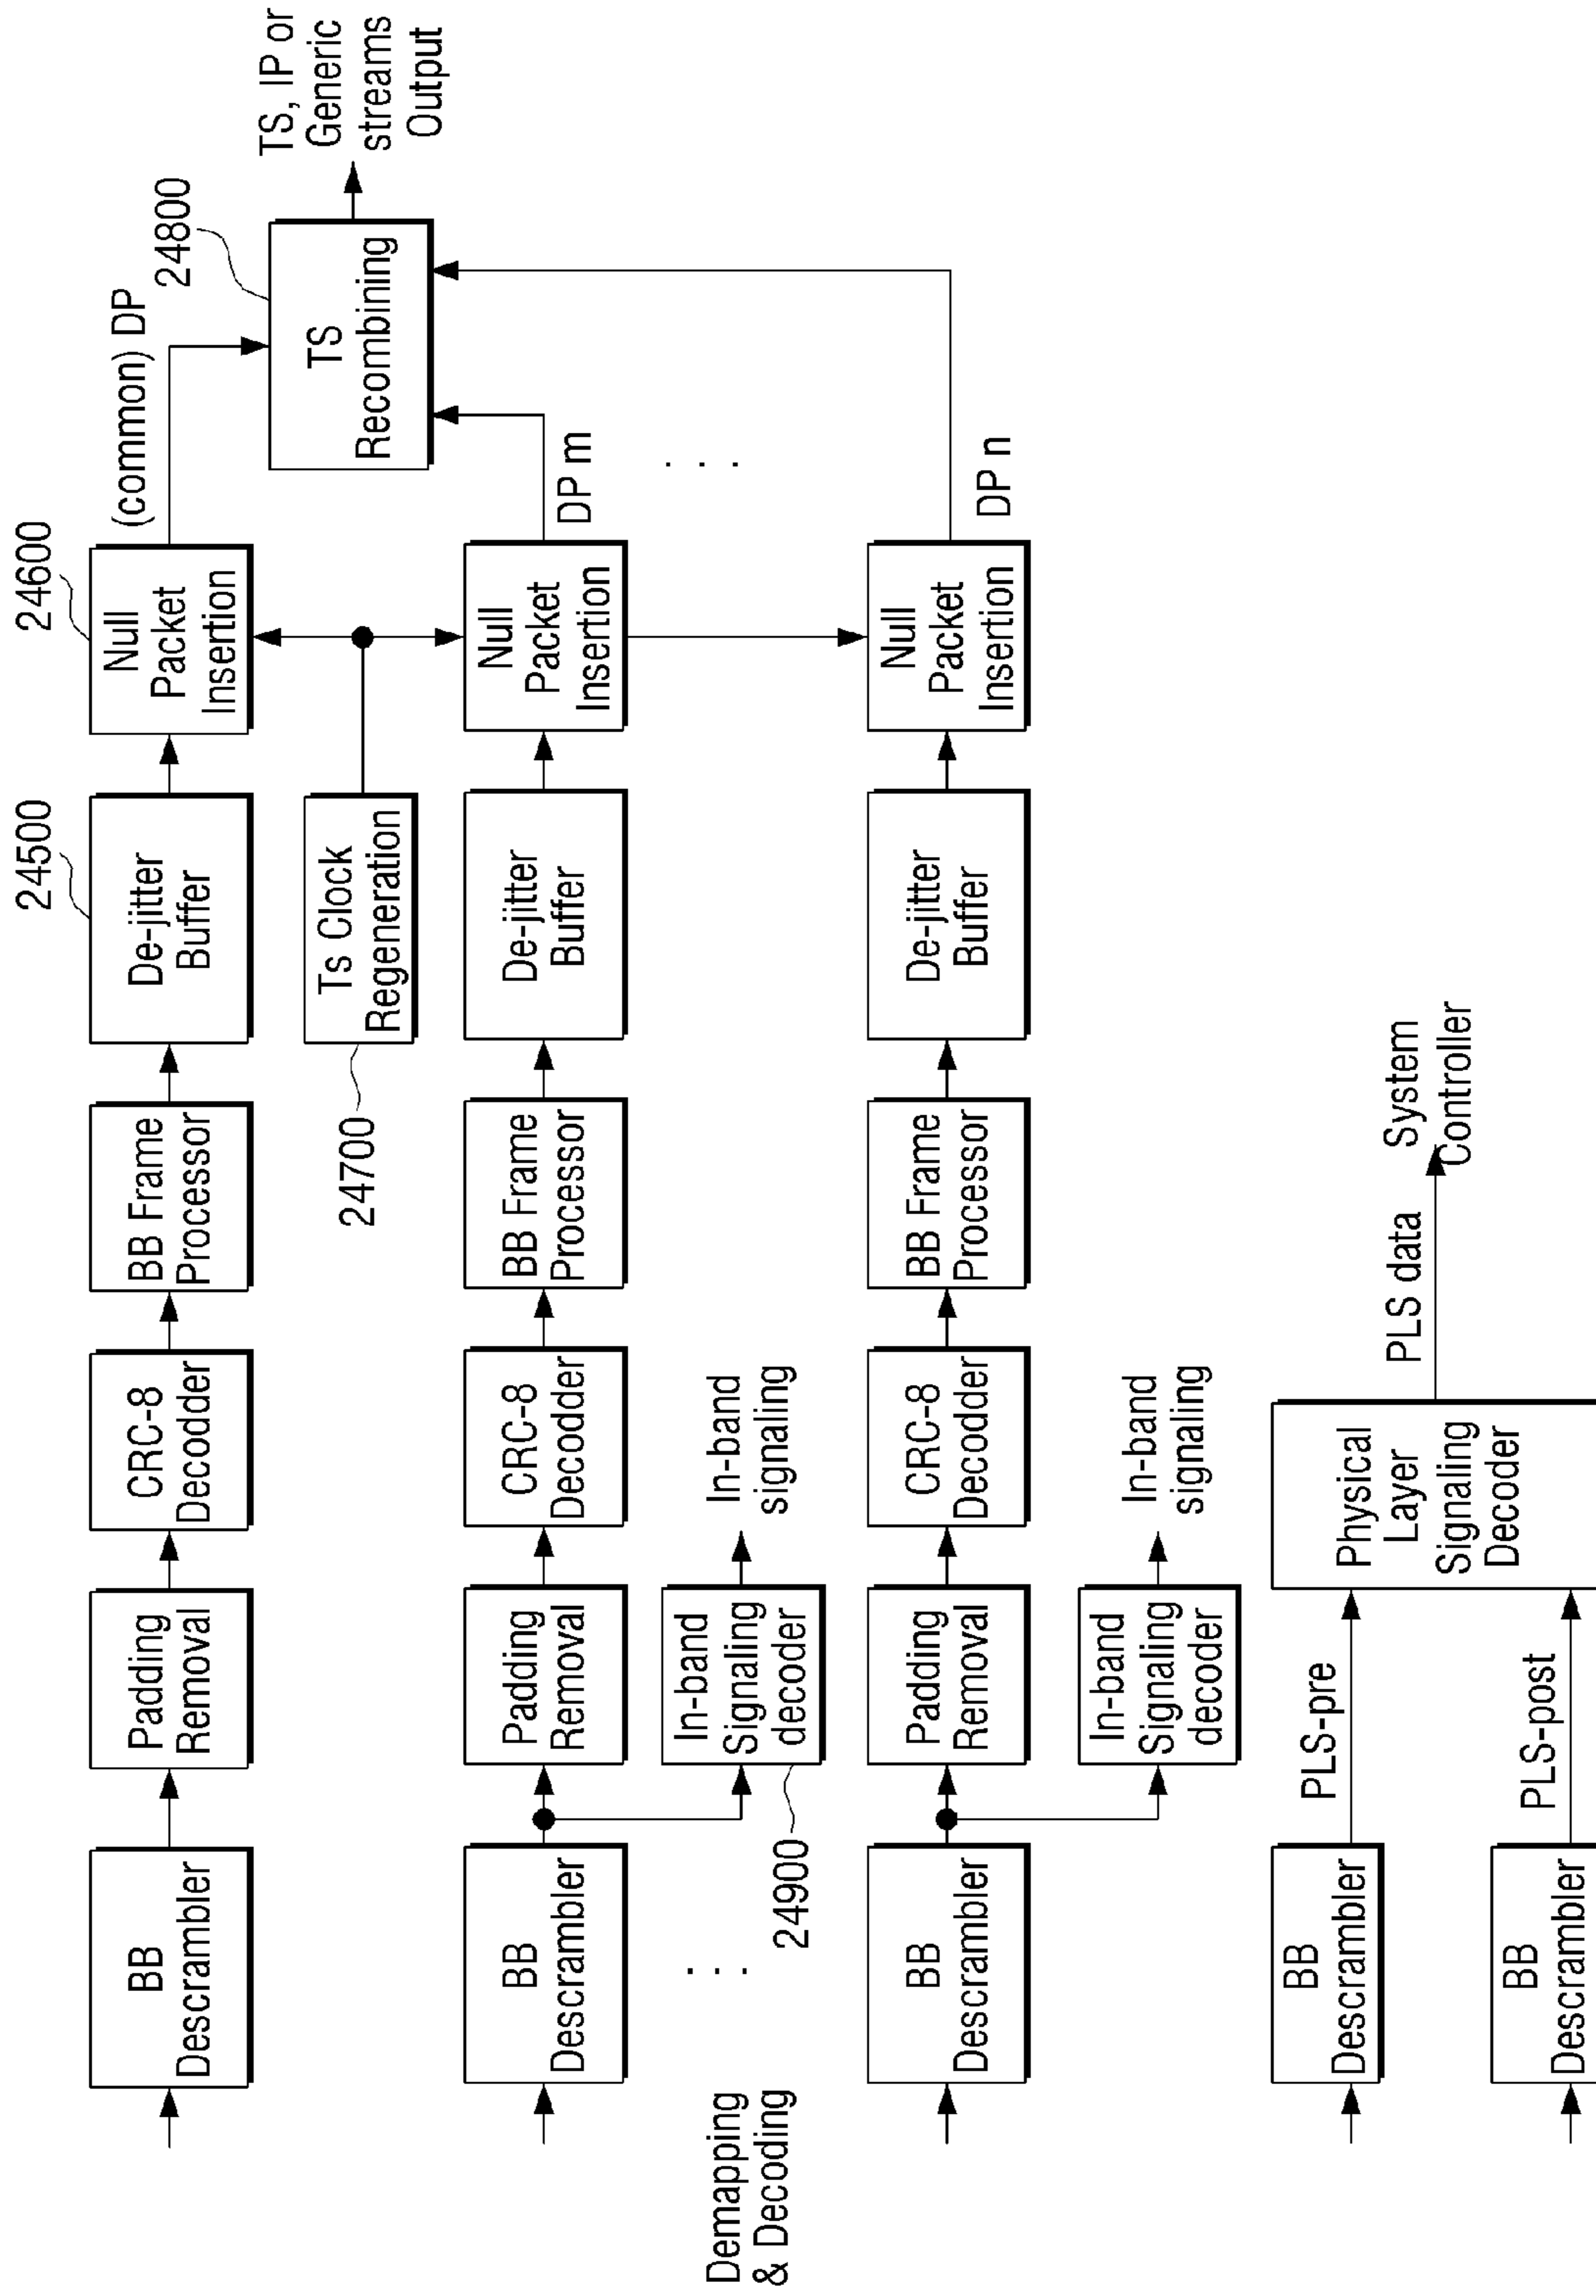 BB
Descrambler
Padding
Removal
CRC-8
Decodder
BB Frame
Processor
De-jitter
Buffer
24500
Null
Packet
Insertion
24600
(common) DP
24800
TS
Recombining
TS, IP or
Generic
streams
Output
Ts Clock
Regeneration
24700
BB
Descrambler
Padding
Removal
CRC-8
Decodder
BB Frame
Processor
De-jitter
Buffer
Null
Packet
Insertion
DP m
In-band
Signaling
decoder
24900
In-band
signaling
. . .
. . .
Demapping
& Decoding
BB
Descrambler
Padding
Removal
CRC-8
Decodder
BB Frame
Processor
De-jitter
Buffer
Null
Packet
Insertion
DP n
In-band
Signaling
decoder
In-band
signaling
BB
Descrambler
PLS-pre
Physical
Layer
Signaling
Decoder
PLS data
System
Controller
BB
Descrambler
PLS-post